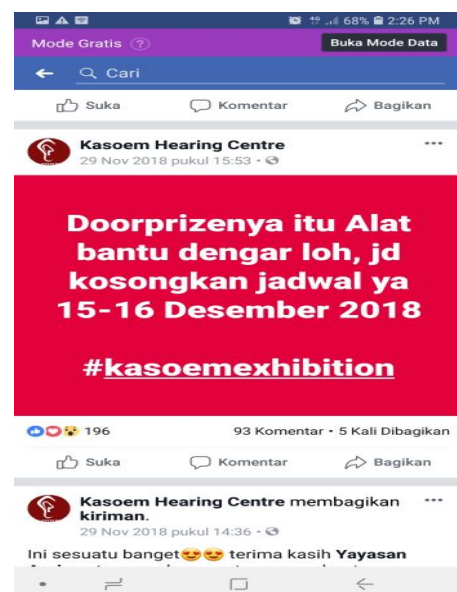 68% 2:26 PM
Mode Gratis ? Buka Mode Data
Cari
Suka Komentar Bagikan
Kasoem Hearing Centre
29 Nov 2018 pukul 15:53 •
Doorprizenya itu Alat
bantu dengar loh, jd
kosongkan jadwal ya
15-16 Desember 2018
#kasoemexhibition
196 93 Komentar • 5 Kali Dibagikan
Suka Komentar Bagikan
Kasoem Hearing Centre membagikan
kiriman.
29 Nov 2018 pukul 14:36 •
Ini sesuatu banget😍😍 terima kasih Yayasan